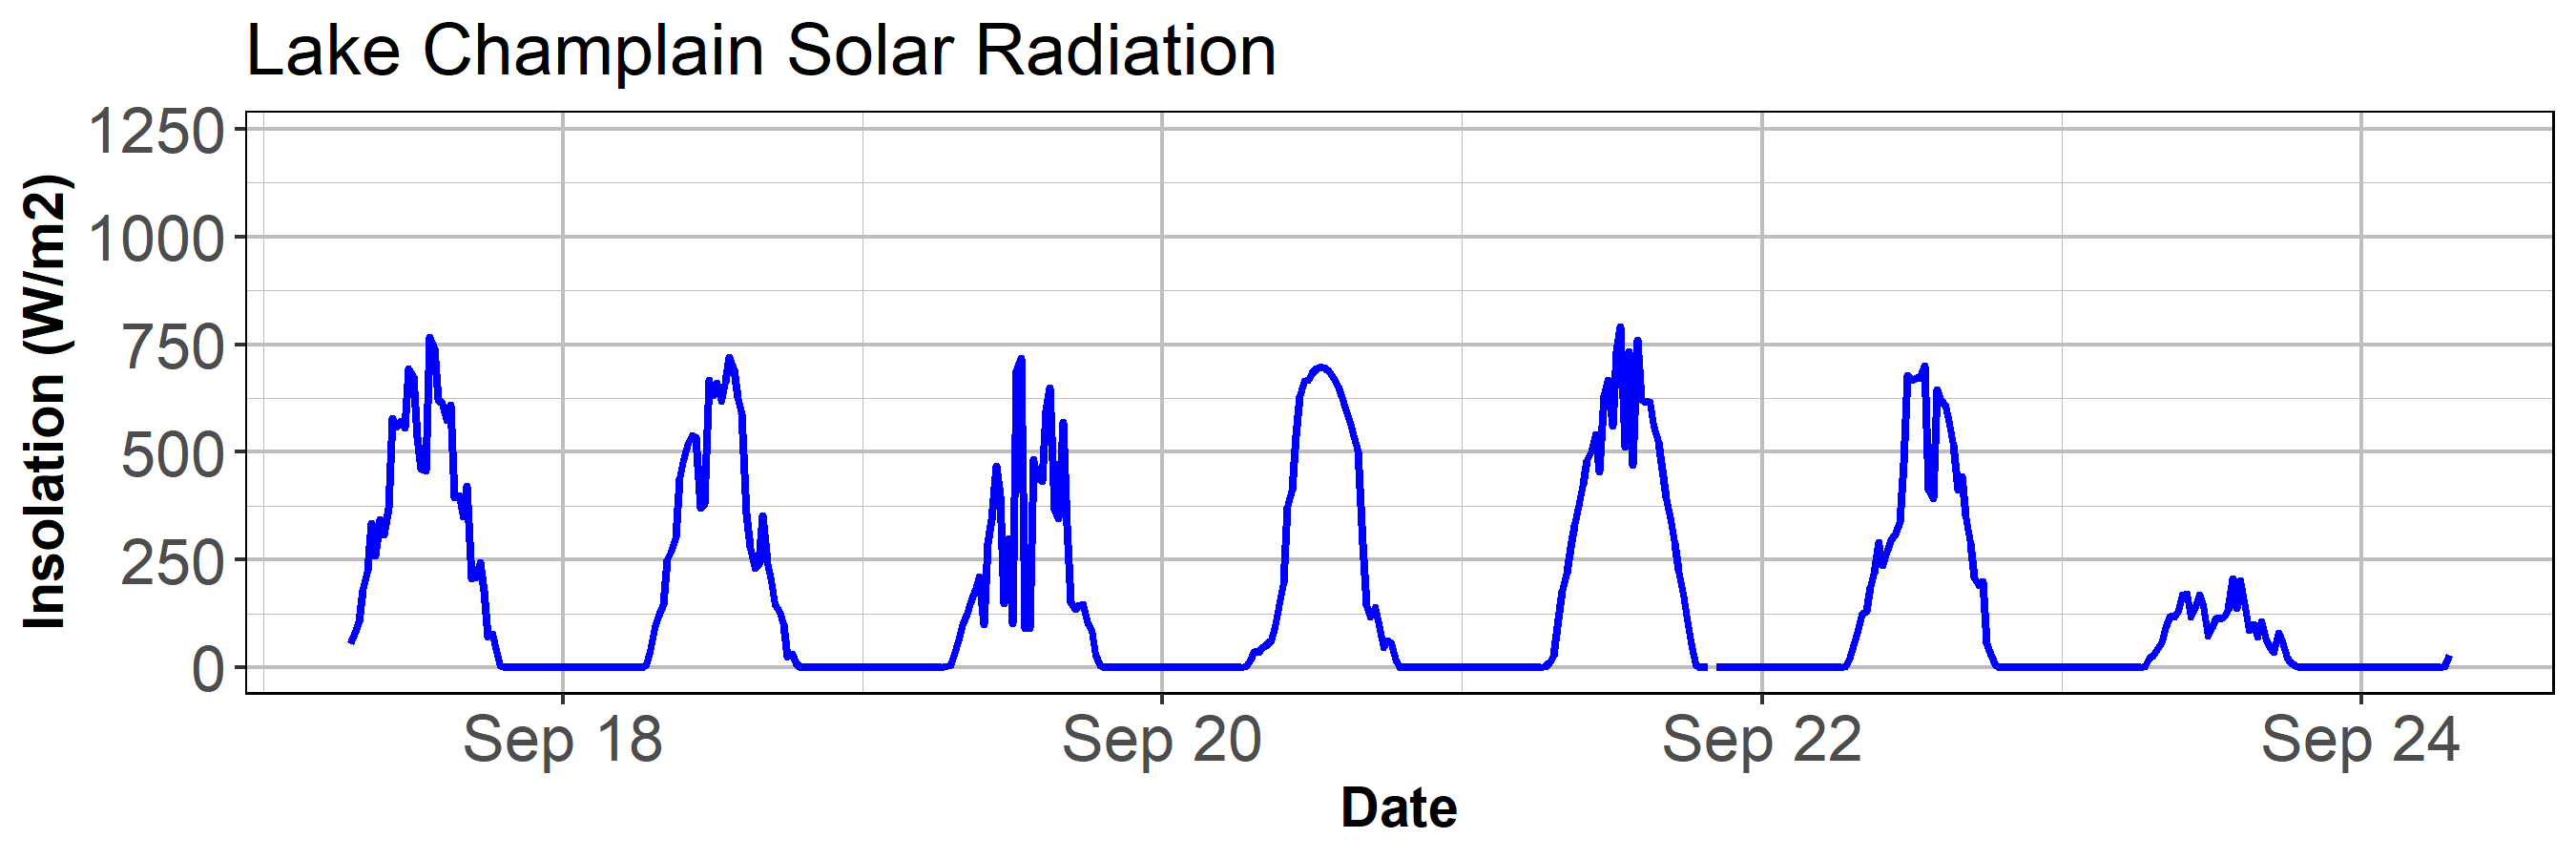 Lake Champlain Solar Radiation
Insolation (W/m2)
1250
1000
750
500
250
0
Sep 18 Sep 20 Sep 22 Sep 24
Date